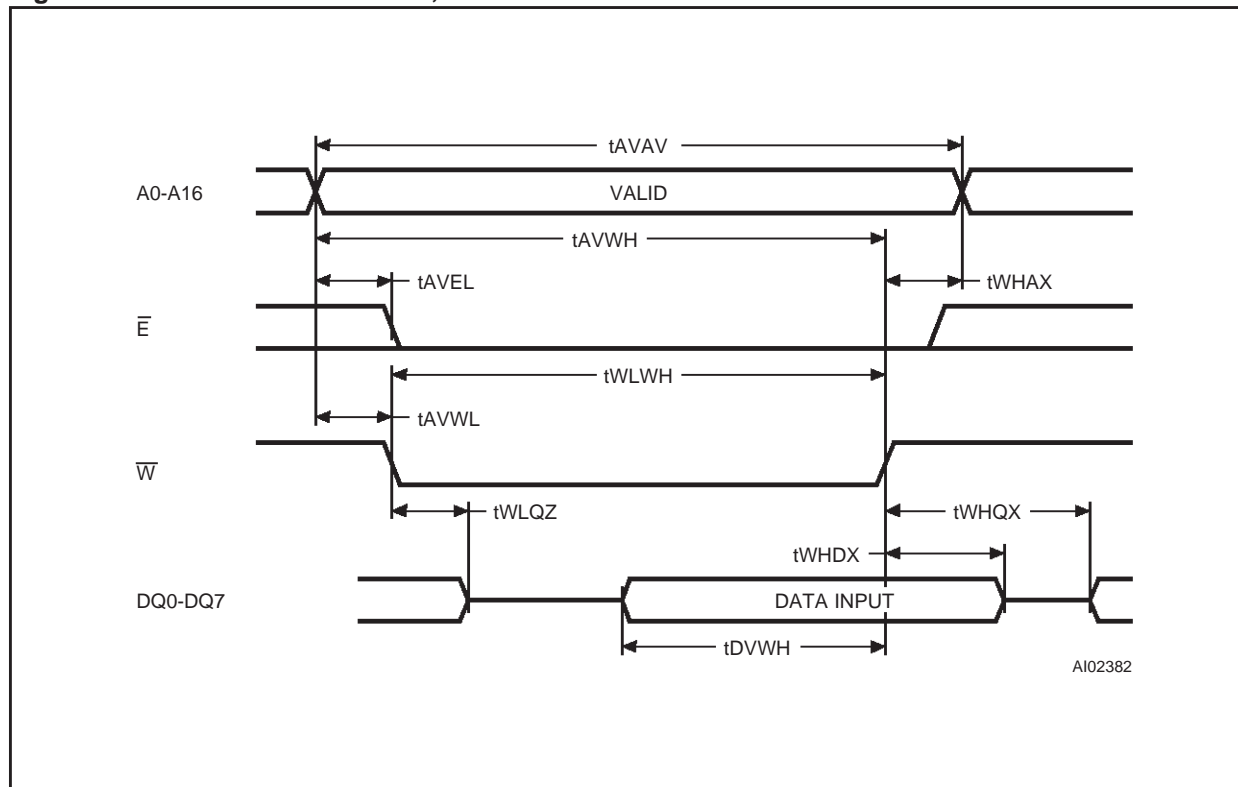 tAVAV
A0-A16 VALID
tAVWH
tAVEL tWHAX
E̅
tWLWH
tAVWL
W̅
tWLQZ tWHQX
tWHDX
DQ0-DQ7 DATA INPUT
tDVWH
AI02382